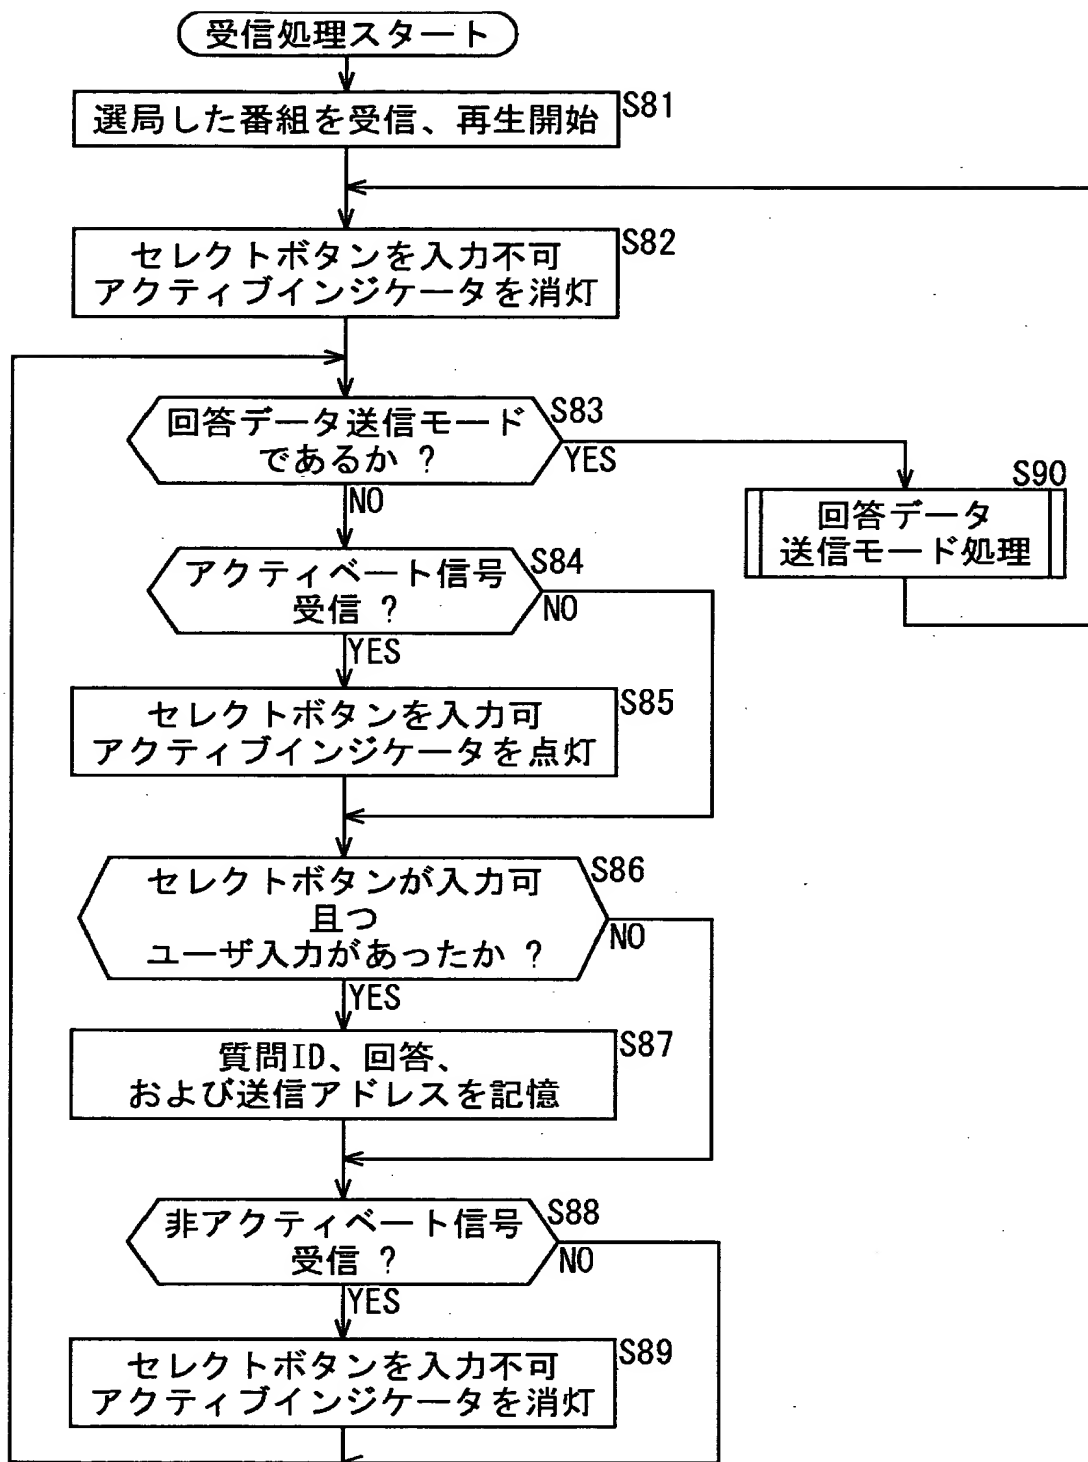 受信処理スタート
選局した番組を受信、再生開始
S81
セレクトボタンを入力不可
アクティブインジケータを消灯
S82
回答データ送信モード
であるか ?
S83
YES
NO
S90
回答データ
送信モード処理
アクティベート信号
受信 ?
S84
NO
YES
セレクトボタンを入力可
アクティブインジケータを点灯
S85
セレクトボタンが入力可
且つ
ユーザ入力があったか ?
S86
NO
YES
質問ID、回答、
および送信アドレスを記憶
S87
非アクティベート信号
受信 ?
S88
NO
YES
セレクトボタンを入力不可
アクティブインジケータを消灯
S89